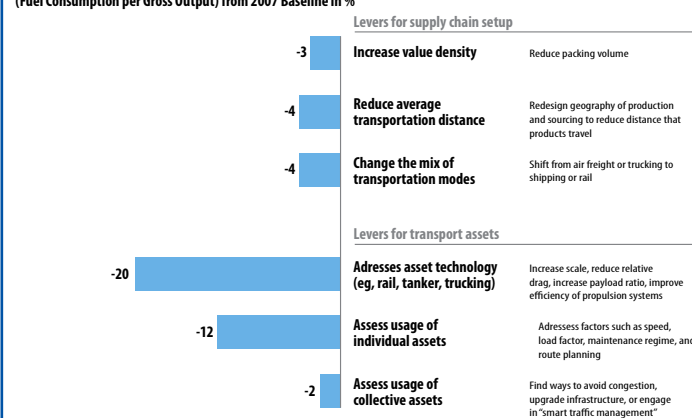 (Fuel Consumption per Gross Output) from 2007 Baseline in %
Levers for supply chain setup
-3
Increase value density
Reduce packing volume
-4
Reduce average
transportation distance
Redesign geography of production
and sourcing to reduce distance that
products travel
-4
Change the mix of
transportation modes
Shift from air freight or trucking to
shipping or rail
Levers for transport assets
-20
Adresses asset technology
(eg, rail, tanker, trucking)
Increase scale, reduce relative
drag, increase payload ratio, improve
efficiency of propulsion systems
-12
Assess usage of
individual assets
Adressess factors such as speed,
load factor, maintenance regime, and
route planning
-2
Assess usage of
collective assets
Find ways to avoid congestion,
upgrade infrastructure, or engage
in "smart traffic management"